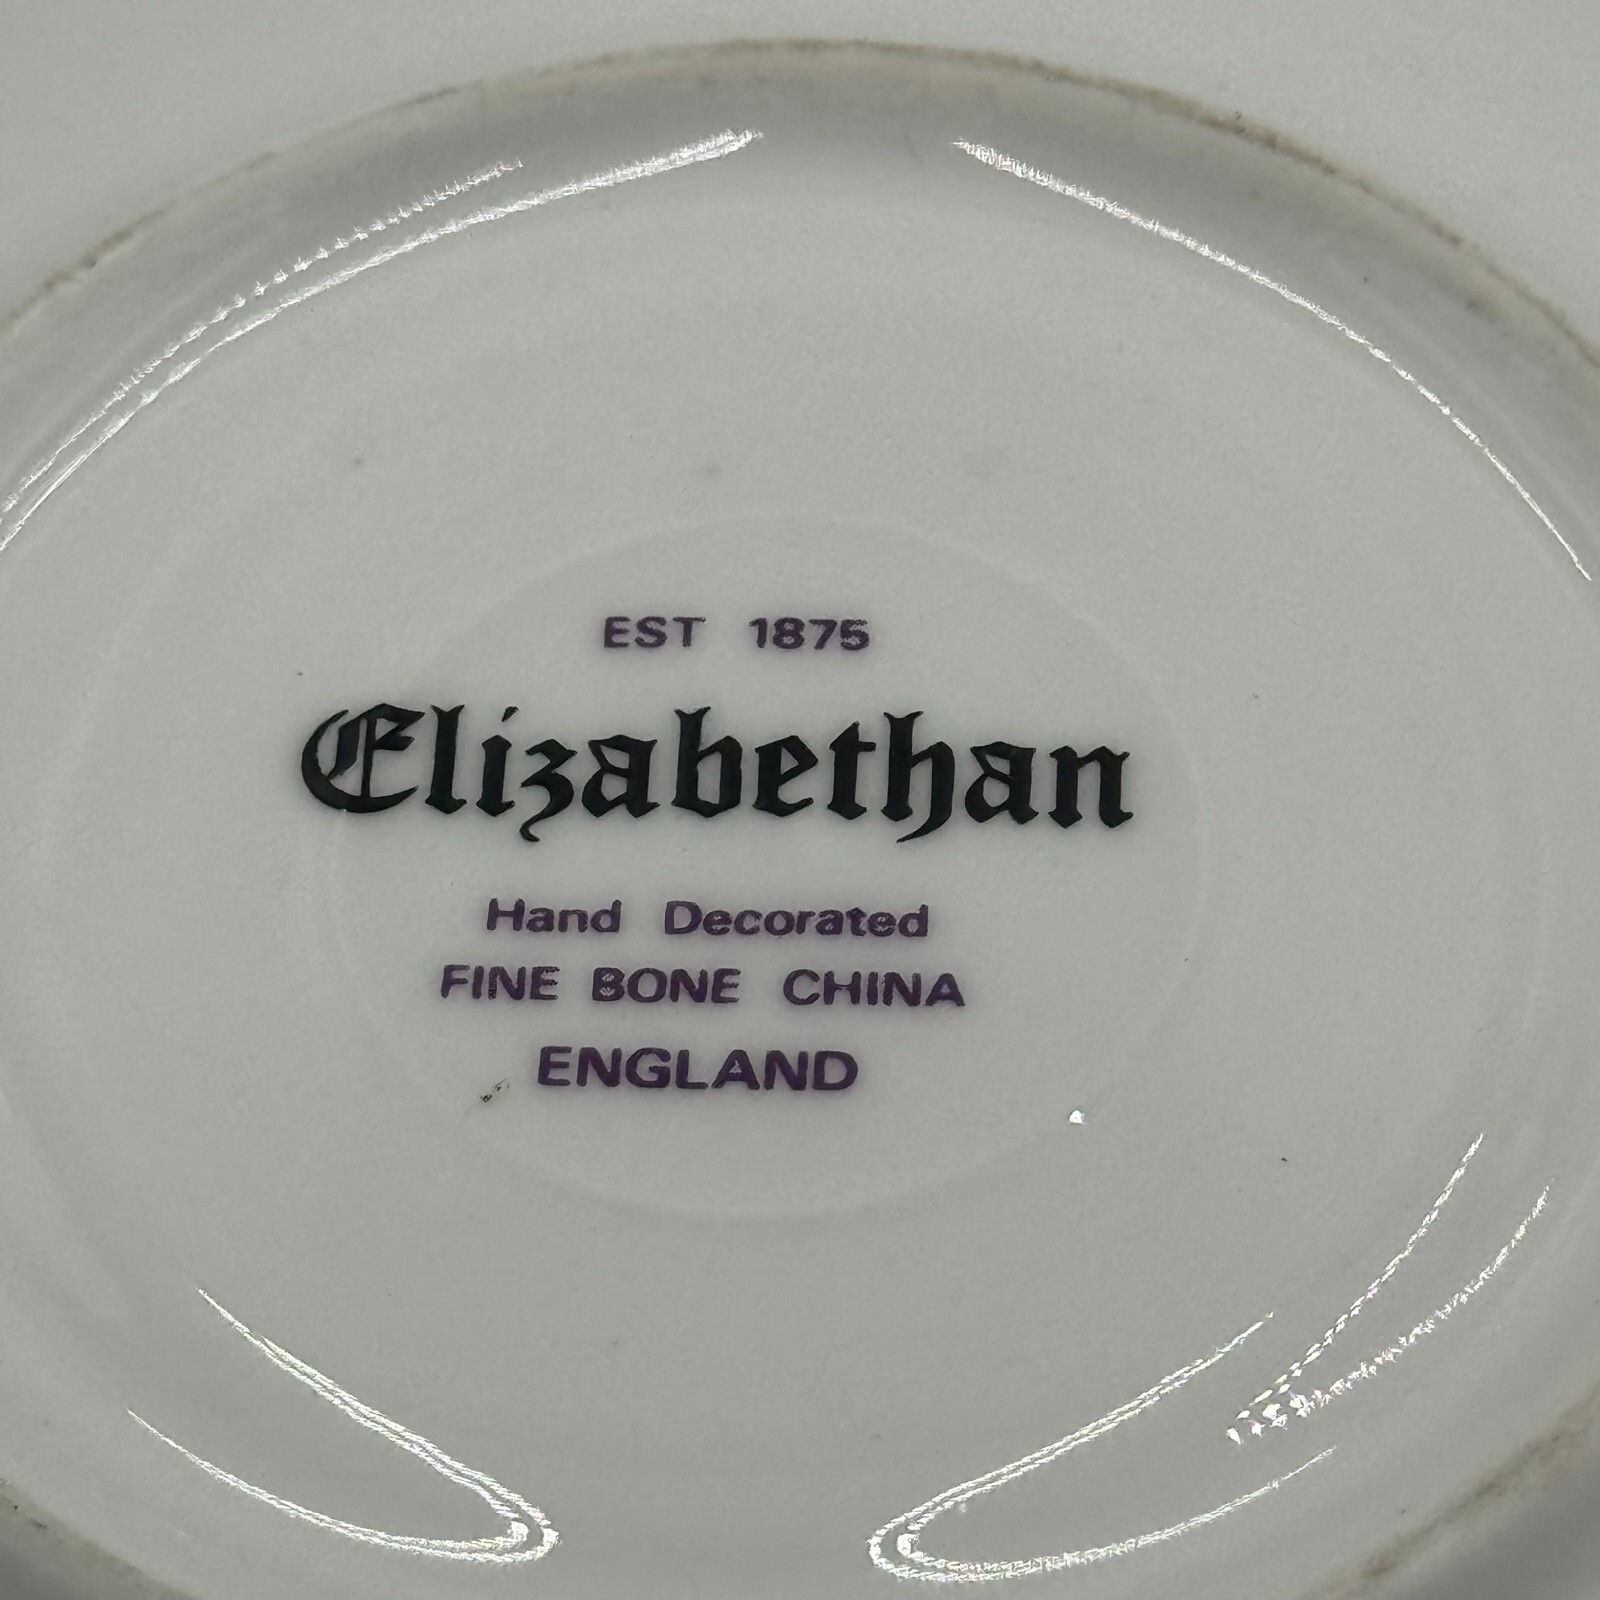 EST 1875
Elizabethan
Hand Decorated
FINE BONE CHINA
ENGLAND